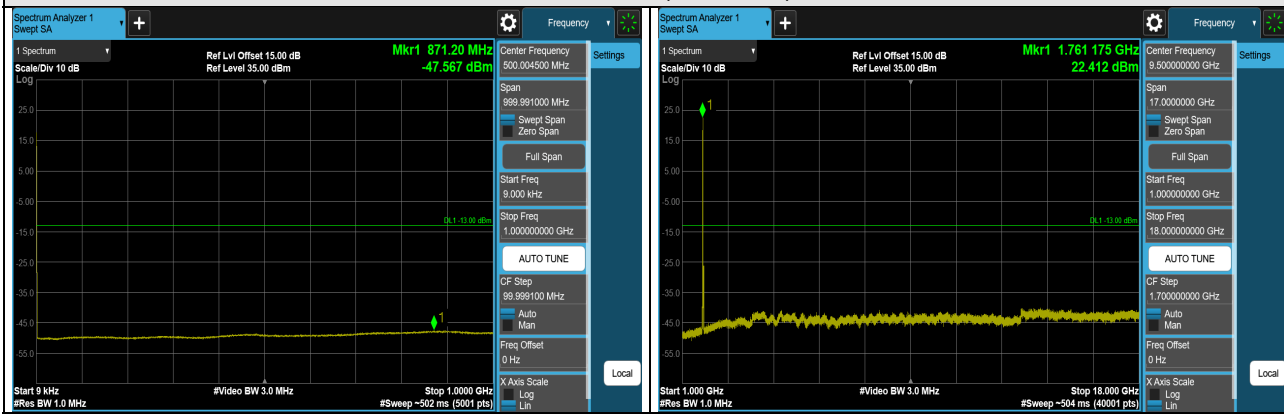 Spectrum Analyzer 1
Swept SA
+
Frequency
1 Spectrum
Scale/Div 10 dB
Log
Ref Lvl Offset 15.00 dB
Ref Level 35.00 dBm
Mkr1 871.20 MHz
-47.567 dBm
25.0
15.0
5.00
-5.00
-15.0
-25.0
-35.0
-45.0
-55.0
DL1 -13.00 dBm
1
Start 9 kHz
#Res BW 1.0 MHz
#Video BW 3.0 MHz
Stop 1.0000 GHz
#Sweep ~502 ms (5001 pts)
Center Frequency
500.004500 MHz
Settings
Span
999.991000 MHz
Swept Span
Zero Span
Full Span
Start Freq
9.000 kHz
Stop Freq
1.000000000 GHz
AUTO TUNE
CF Step
99.999100 MHz
Auto
Man
Freq Offset
0 Hz
X Axis Scale
Log
Lin
Local
Spectrum Analyzer 1
Swept SA
+
Frequency
1 Spectrum
Scale/Div 10 dB
Log
Ref Lvl Offset 15.00 dB
Ref Level 35.00 dBm
Mkr1 1.761 175 GHz
22.412 dBm
25.0
15.0
5.00
-5.00
-15.0
-25.0
-35.0
-45.0
-55.0
1
DL1 -13.00 dBm
Start 1.000 GHz
#Res BW 1.0 MHz
#Video BW 3.0 MHz
Stop 18.000 GHz
#Sweep ~504 ms (40001 pts)
Center Frequency
9.500000000 GHz
Settings
Span
17.0000000 GHz
Swept Span
Zero Span
Full Span
Start Freq
1.000000000 GHz
Stop Freq
18.000000000 GHz
AUTO TUNE
CF Step
1.700000000 GHz
Auto
Man
Freq Offset
0 Hz
X Axis Scale
Log
Lin
Local